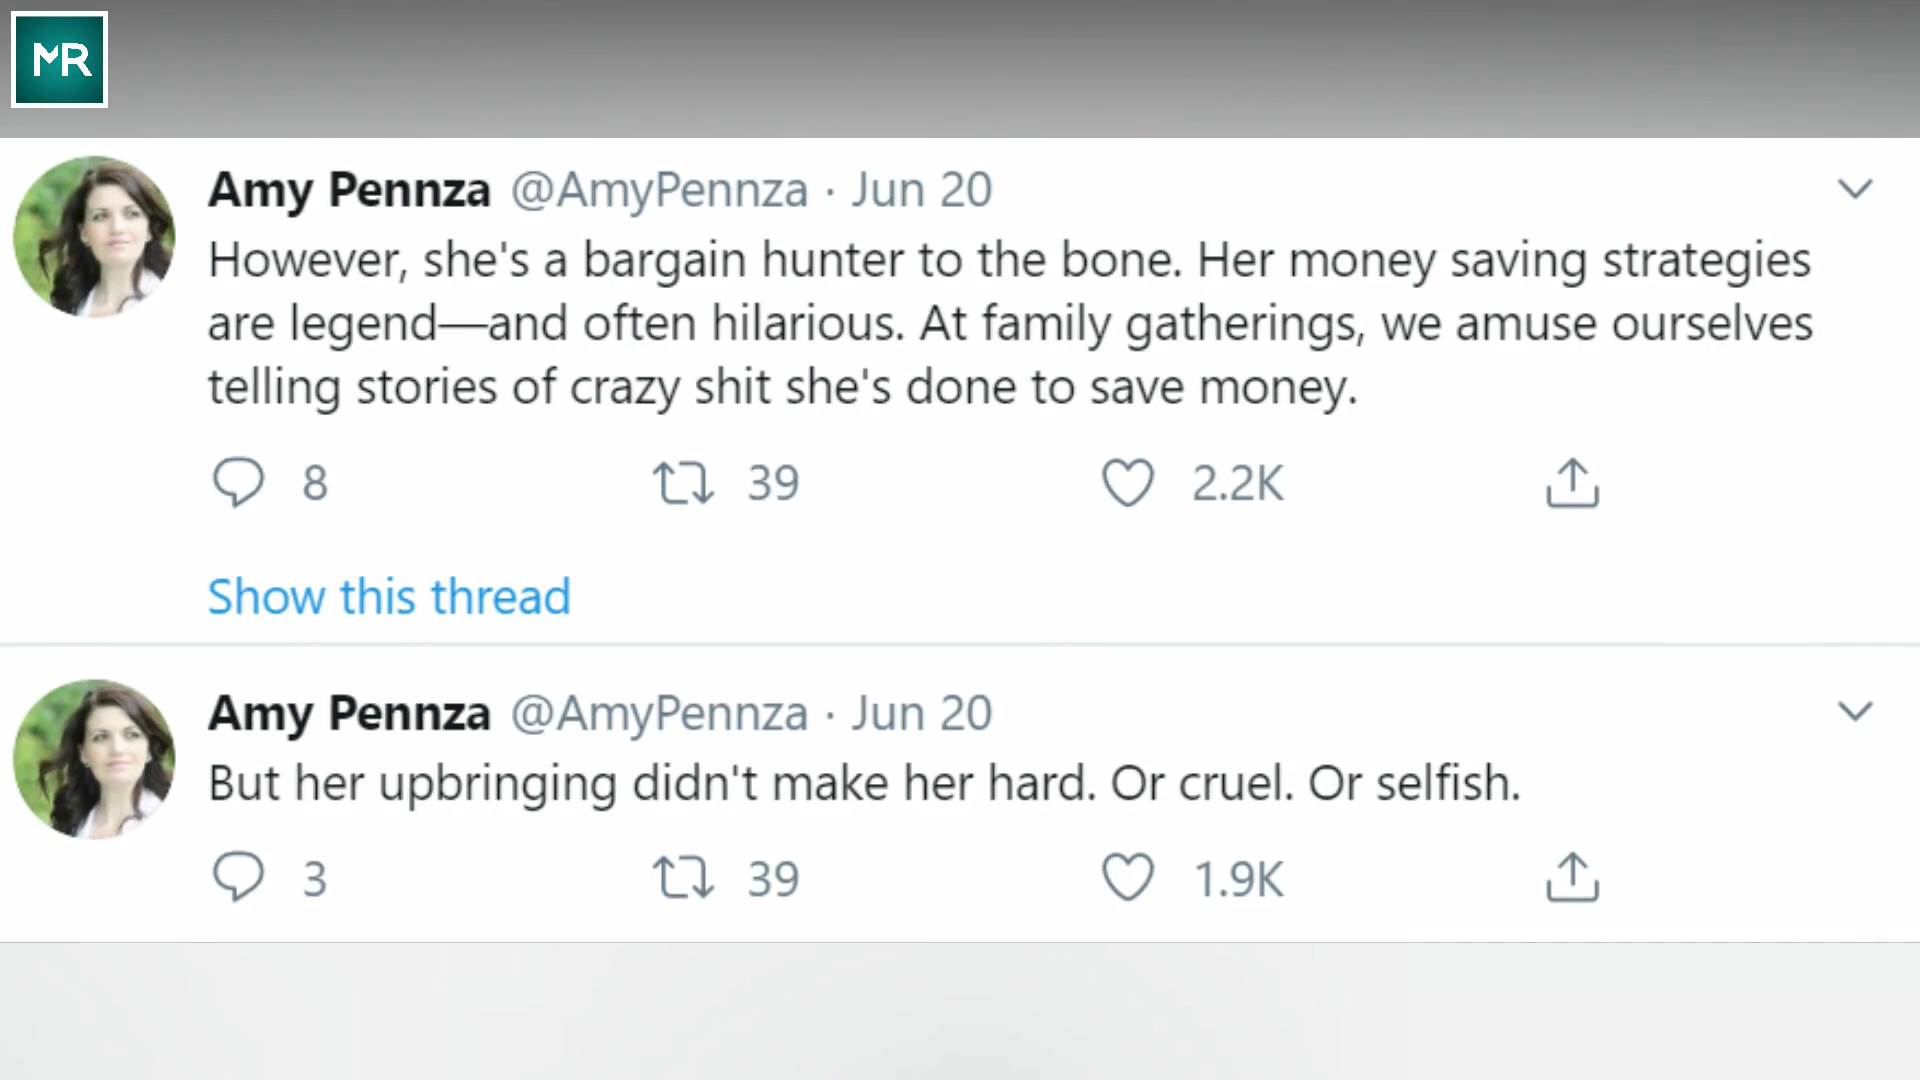 MR
Amy Pennza @AmyPennza · Jun 20
However, she's a bargain hunter to the bone. Her money saving strategies
are legend—and often hilarious. At family gatherings, we amuse ourselves
telling stories of crazy shit she's done to save money.
8 39 2.2K
Show this thread
Amy Pennza @AmyPennza · Jun 20
But her upbringing didn't make her hard. Or cruel. Or selfish.
3 39 1.9K